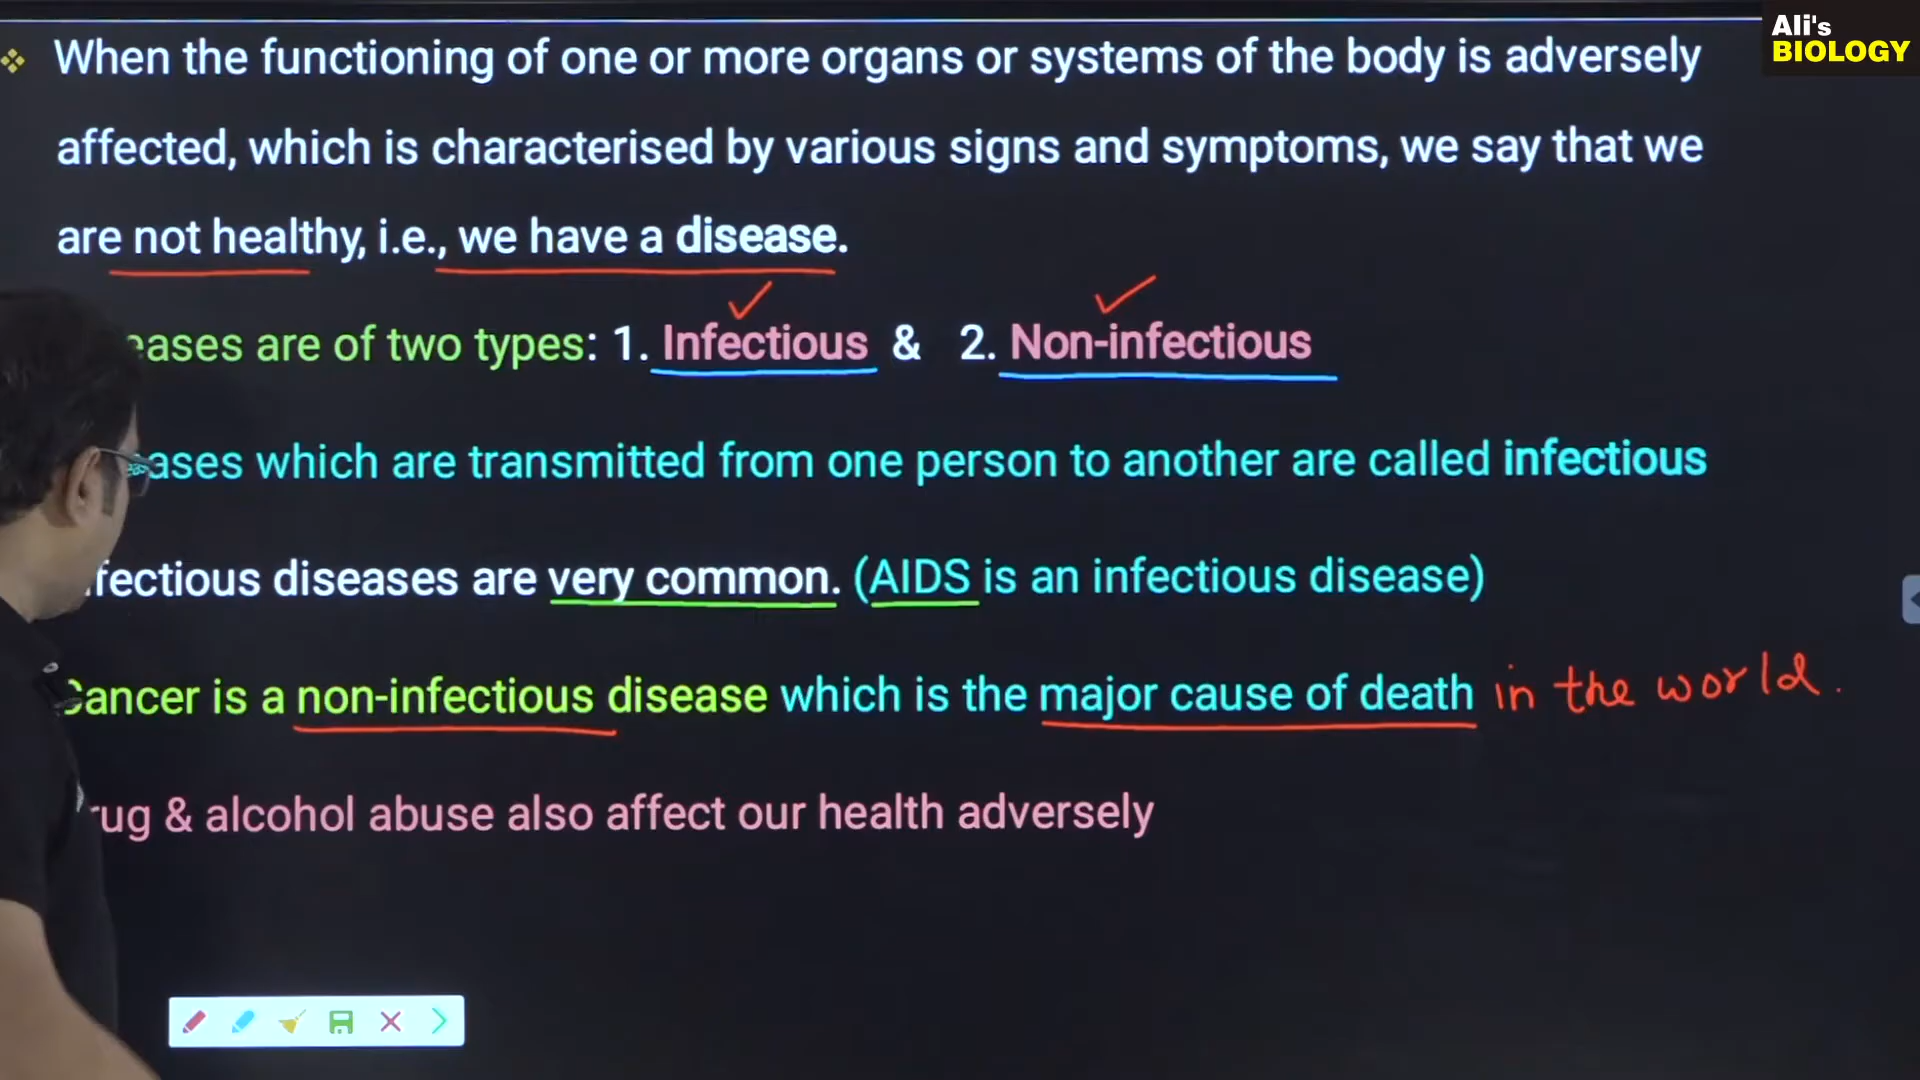 Ali's
BIOLOGY
When the functioning of one or more organs or systems of the body is adversely
affected, which is characterised by various signs and symptoms, we say that we
are not healthy, i.e., we have a disease.
eases are of two types: 1. Infectious & 2. Non-infectious
ases which are transmitted from one person to another are called infectious
fectious diseases are very common. (AIDS is an infectious disease)
Cancer is a non-infectious disease which is the major cause of death in the world.
rug & alcohol abuse also affect our health adversely